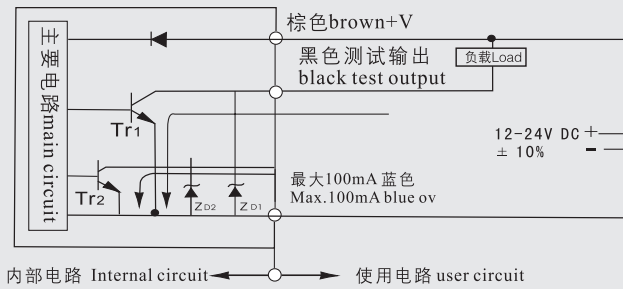 棕色brown+V
黑色测试输出
black test output
负载Load
主要电路main circuit
Tr1
12-24V DC +
± 10% -
Tr2
ZD2
ZD1
最大100mA 蓝色
Max.100mA blue ov
内部电路 Internal circuit
使用电路 user circuit